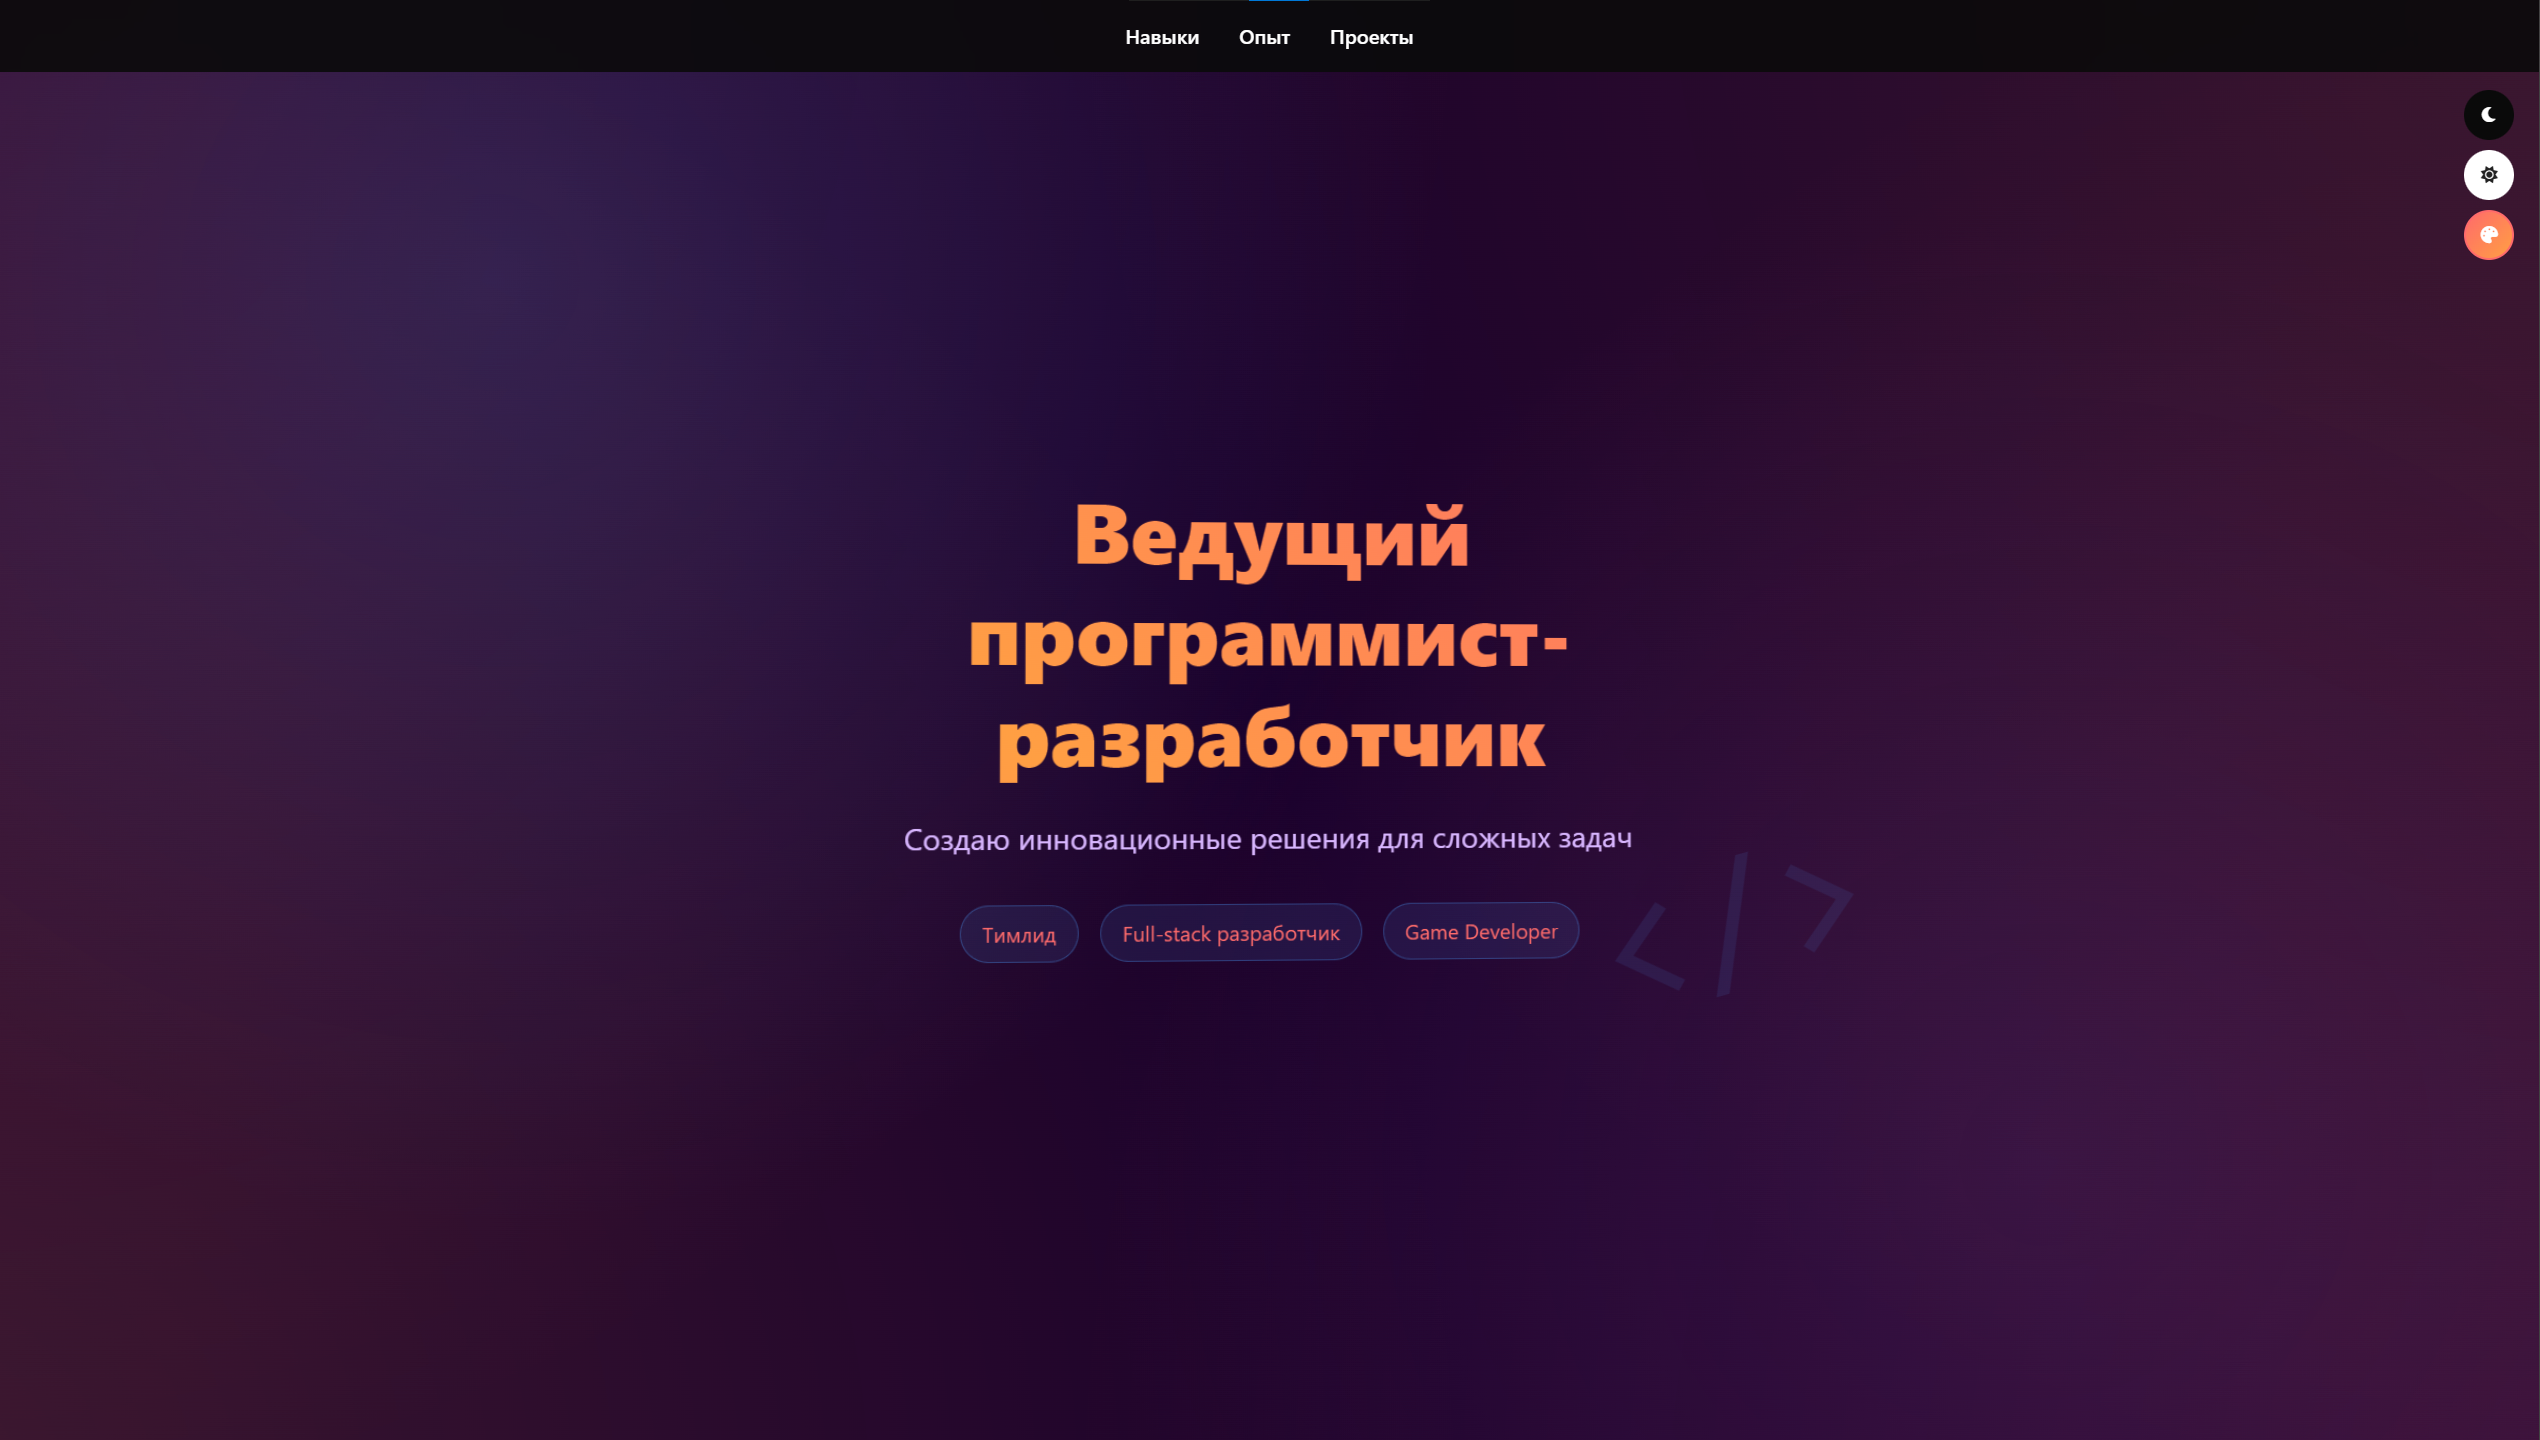 Навыки Опыт Проекты
Ведущий
программист-
разработчик
Создаю инновационные решения для сложных задач
Тимлид Full-stack разработчик Game Developer
</>